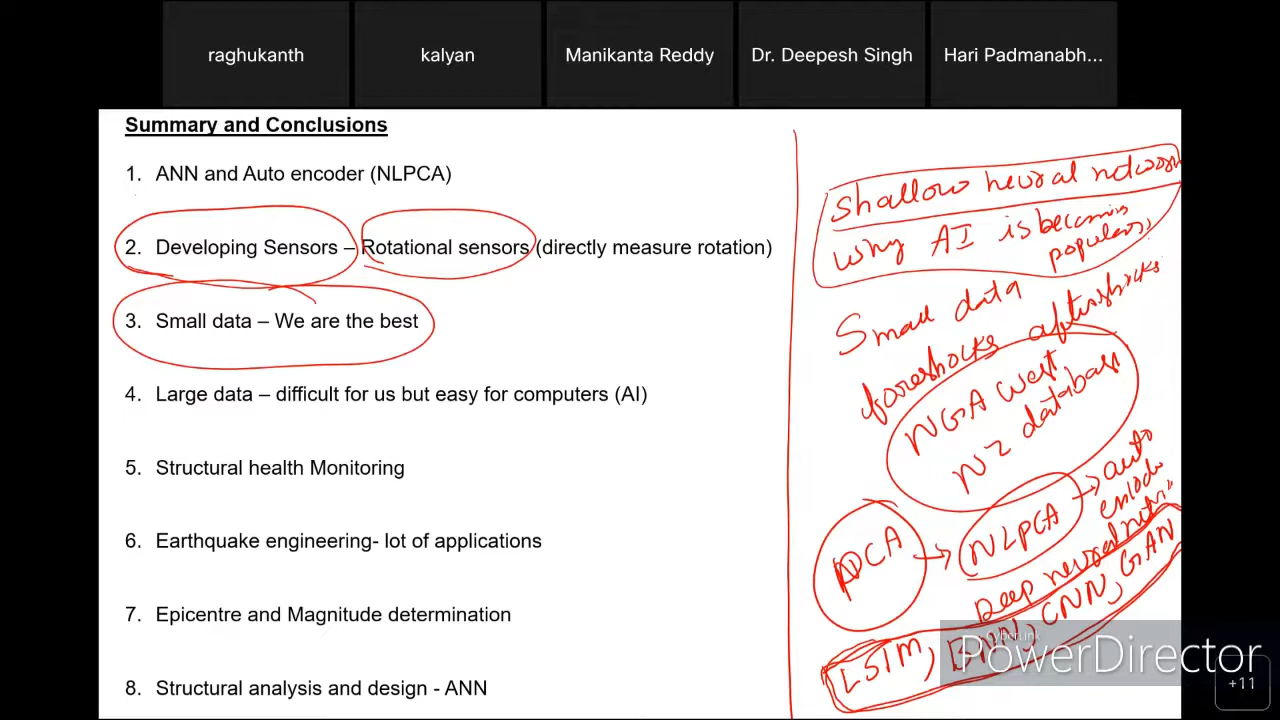 raghukanth
kalyan
Manikanta Reddy
Dr. Deepesh Singh
Hari Padmanabh...
Summary and Conclusions
1. ANN and Auto encoder (NLPCA)
2. Developing Sensors – Rotational sensors (directly measure rotation)
3. Small data – We are the best
4. Large data – difficult for us but easy for computers (AI)
5. Structural health Monitoring
6. Earthquake engineering- lot of applications
7. Epicentre and Magnitude determination
8. Structural analysis and design - ANN
Shallow neural network
why AI is becoming
popular,
Small data
foreshocks aftershocks
NGA West
NZ database
PCA → NLPCA → auto
Deep neural
LSTM, CNN, GAN
CyberLink
PowerDirector
+11